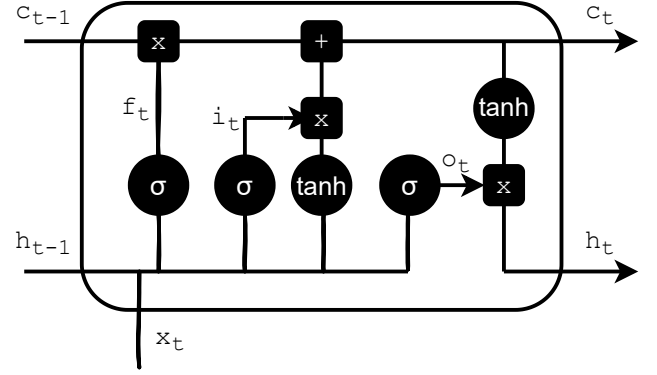 c_{t-1}
c_t
x
+
tanh
f_t
i_t
x
σ
σ
tanh
σ
o_t
x
h_{t-1}
h_t
x_t